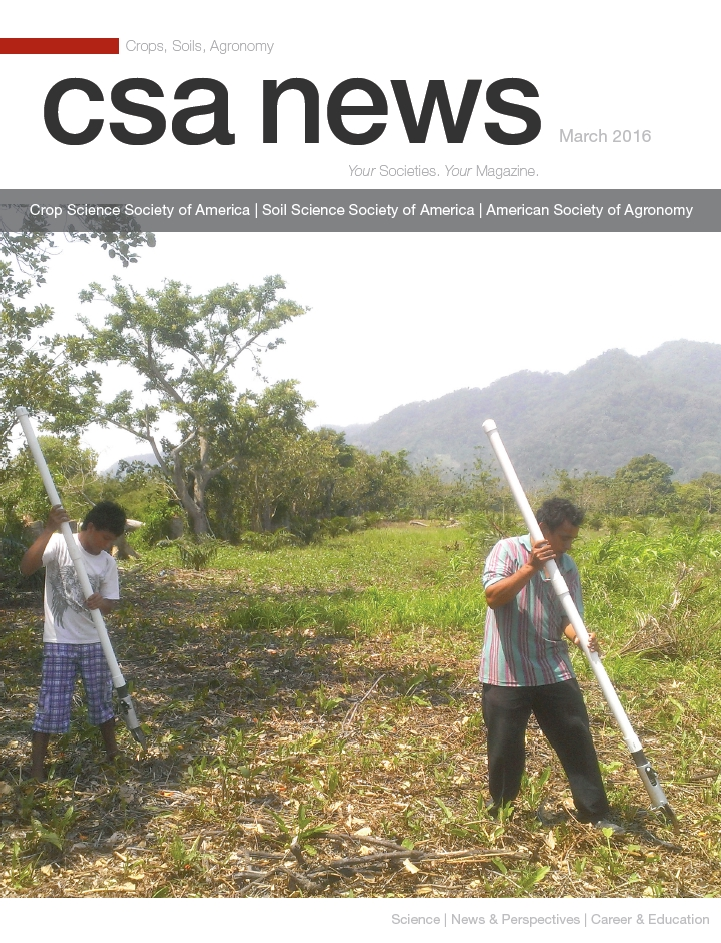 Crops, Soils, Agronomy
csa news
March 2016
Your Societies. Your Magazine.
Crop Science Society of America | Soil Science Society of America | American Society of Agronomy
Science | News & Perspectives | Career & Education